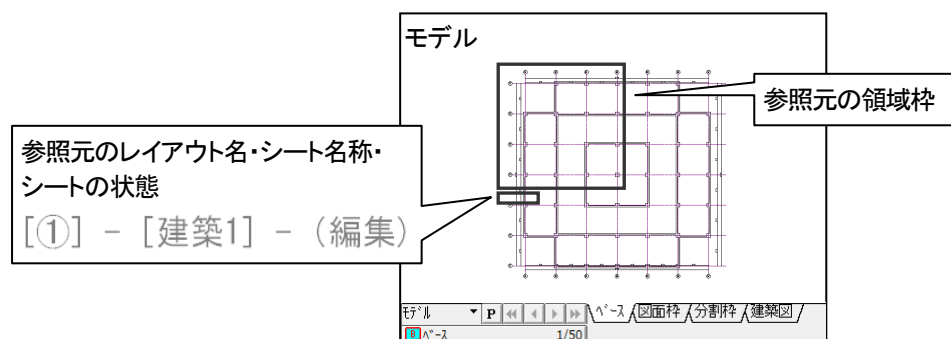 モデル
参照元の領域枠
参照元のレイアウト名・シート名称・
シートの状態
[①] - [建築1] - (編集)
ﾓﾃﾞﾙ P ﾍﾞｰｽ 図面枠 分割枠 建築図
B ﾍﾞｰｽ 1/50